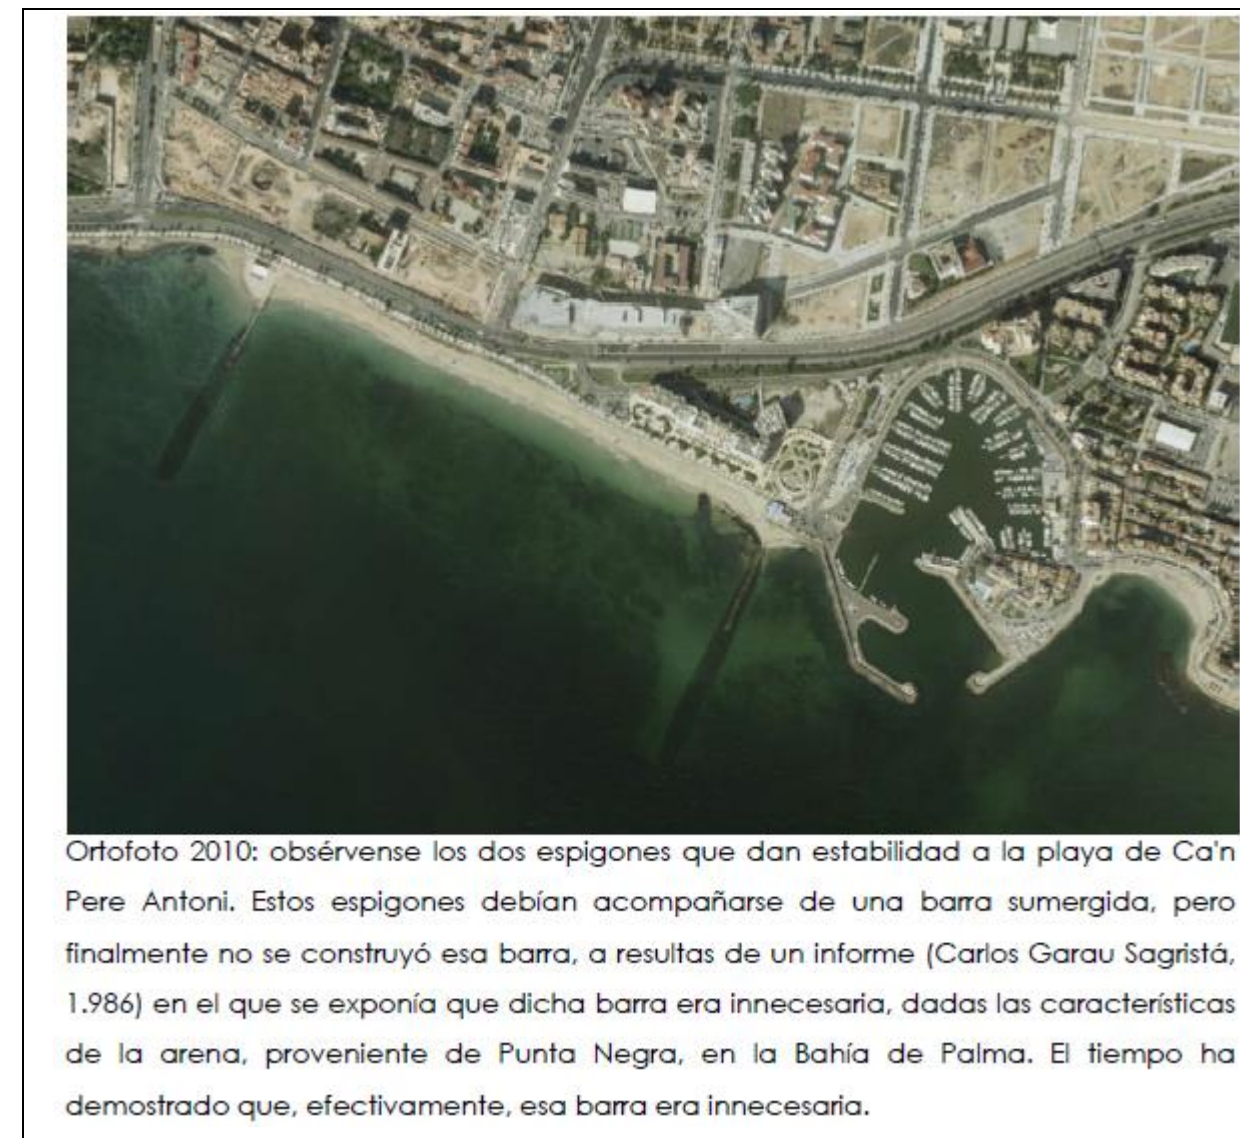 Ortofoto 2010: obsérvense los dos espigones que dan estabilidad a la playa de Ca'n
Pere Antoni. Estos espigones debían acompañarse de una barra sumergida, pero
finalmente no se construyó esa barra, a resultas de un informe (Carlos Garau Sagristá,
1.986) en el que se exponía que dicha barra era innecesaria, dadas las características
de la arena, proveniente de Punta Negra, en la Bahía de Palma. El tiempo ha
demostrado que, efectivamente, esa barra era innecesaria.